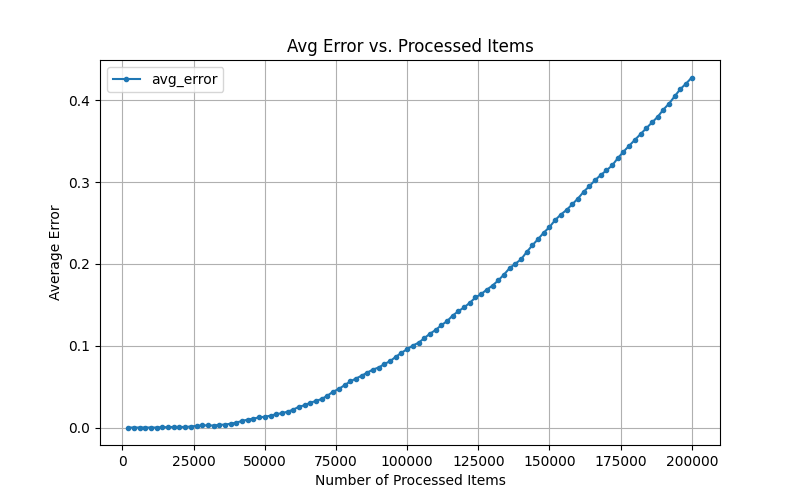 Avg Error vs. Processed Items
avg_error
0.4
0.3
0.2
0.1
0.0
Average Error
0 25000 50000 75000 100000 125000 150000 175000 200000
Number of Processed Items